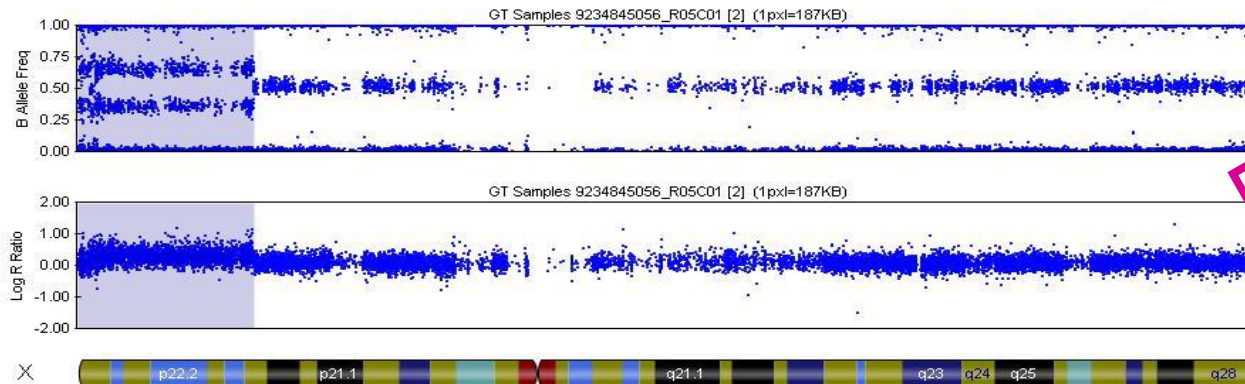 GT Samples 9234845056_R05C01 [2] (1pxl=187KB)
B Allele Freq
1.00
0.75
0.50
0.25
0.00
GT Samples 9234845056_R05C01 [2] (1pxl=187KB)
Log R Ratio
2.00
1.00
0.00
-1.00
-2.00
X
p22.2 p21.1 q21.1 q23 q24 q25 q28